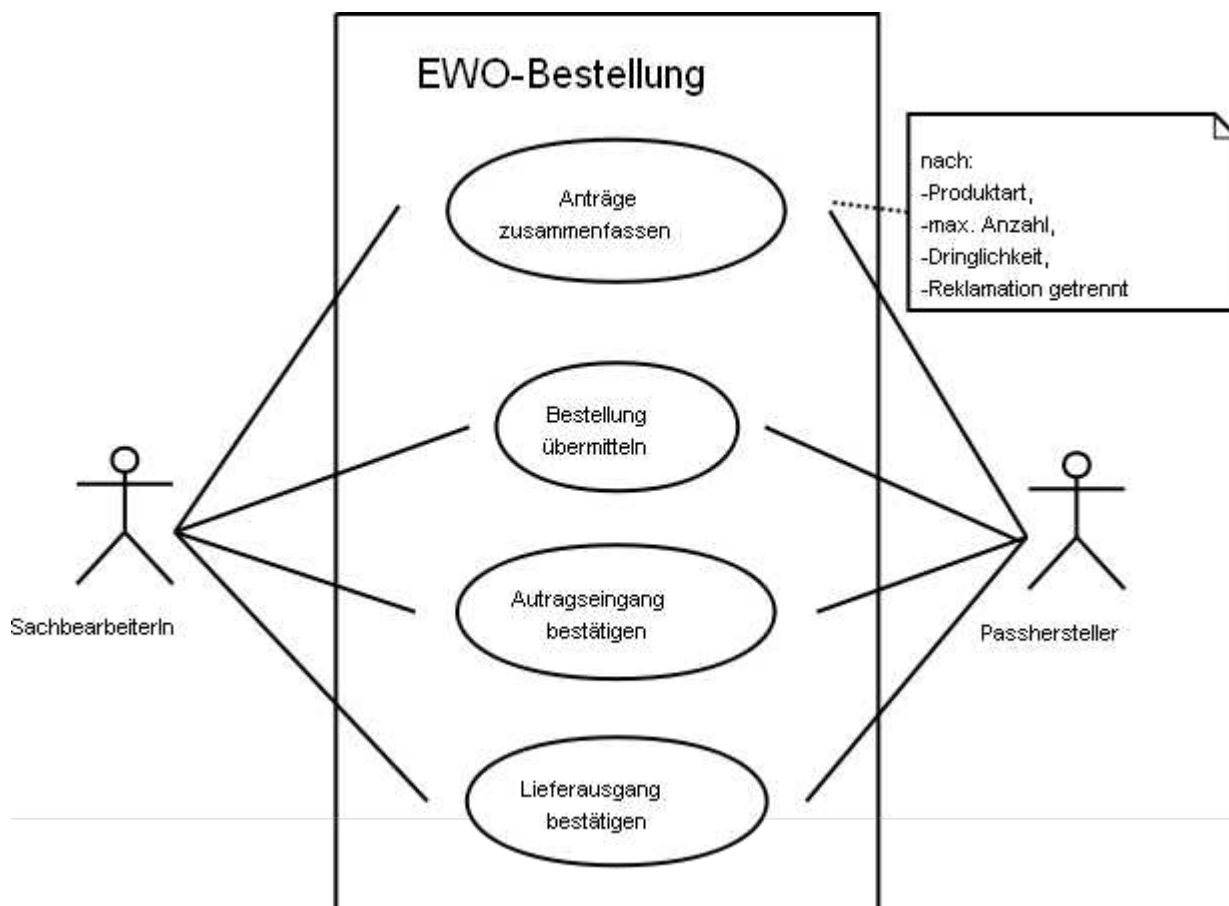 EWO-Bestellung
Anträge
zusammenfassen
nach:
-Produktart,
-max. Anzahl,
-Dringlichkeit,
-Reklamation getrennt
Bestellung
übermitteln
Autragseingang
bestätigen
SachbearbeiterIn
Passhersteller
Lieferausgang
bestätigen